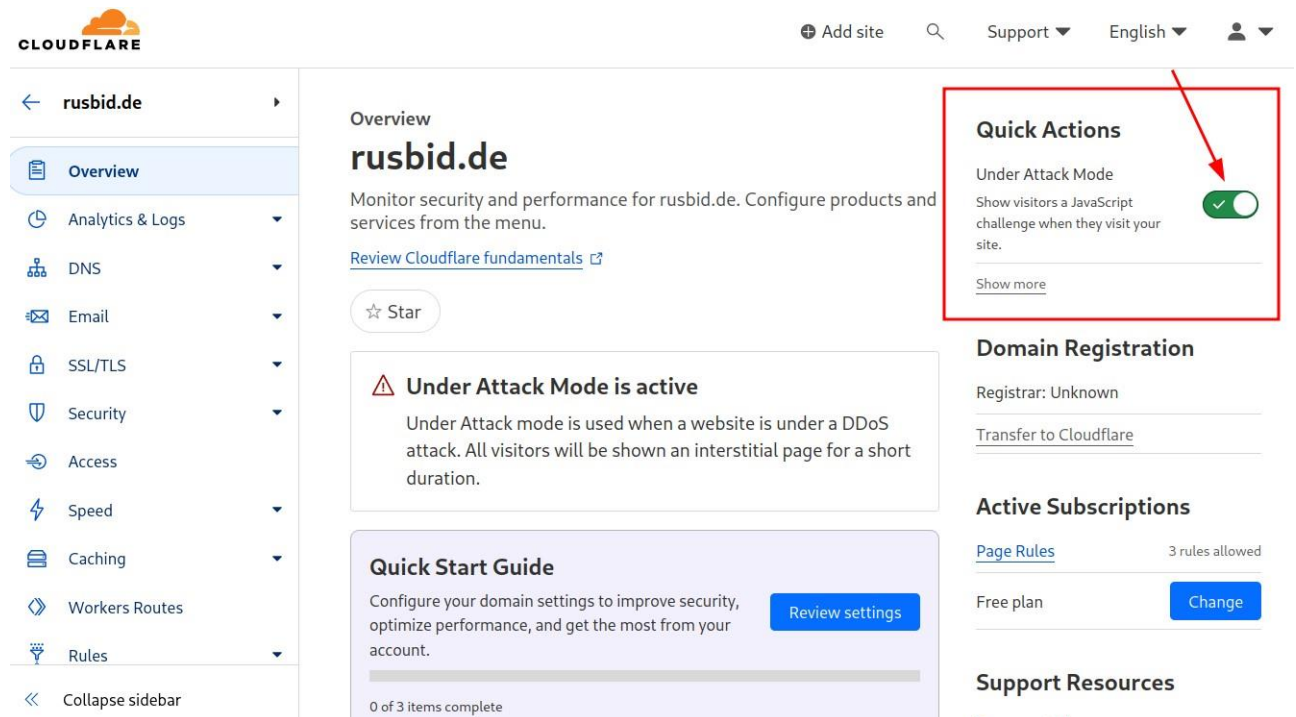 CLOUDFLARE
Add site
Support
English
rusbid.de
Overview
Analytics & Logs
DNS
Email
SSL/TLS
Security
Access
Speed
Caching
Workers Routes
Rules
Collapse sidebar
Overview
rusbid.de
Monitor security and performance for rusbid.de. Configure products and
services from the menu.
Review Cloudflare fundamentals
Star
Under Attack Mode is active
Under Attack mode is used when a website is under a DDoS
attack. All visitors will be shown an interstitial page for a short
duration.
Quick Start Guide
Configure your domain settings to improve security,
optimize performance, and get the most from your
account.
Review settings
0 of 3 items complete
Quick Actions
Under Attack Mode
Show visitors a JavaScript
challenge when they visit your
site.
Show more
Domain Registration
Registrar: Unknown
Transfer to Cloudflare
Active Subscriptions
Page Rules 3 rules allowed
Free plan Change
Support Resources